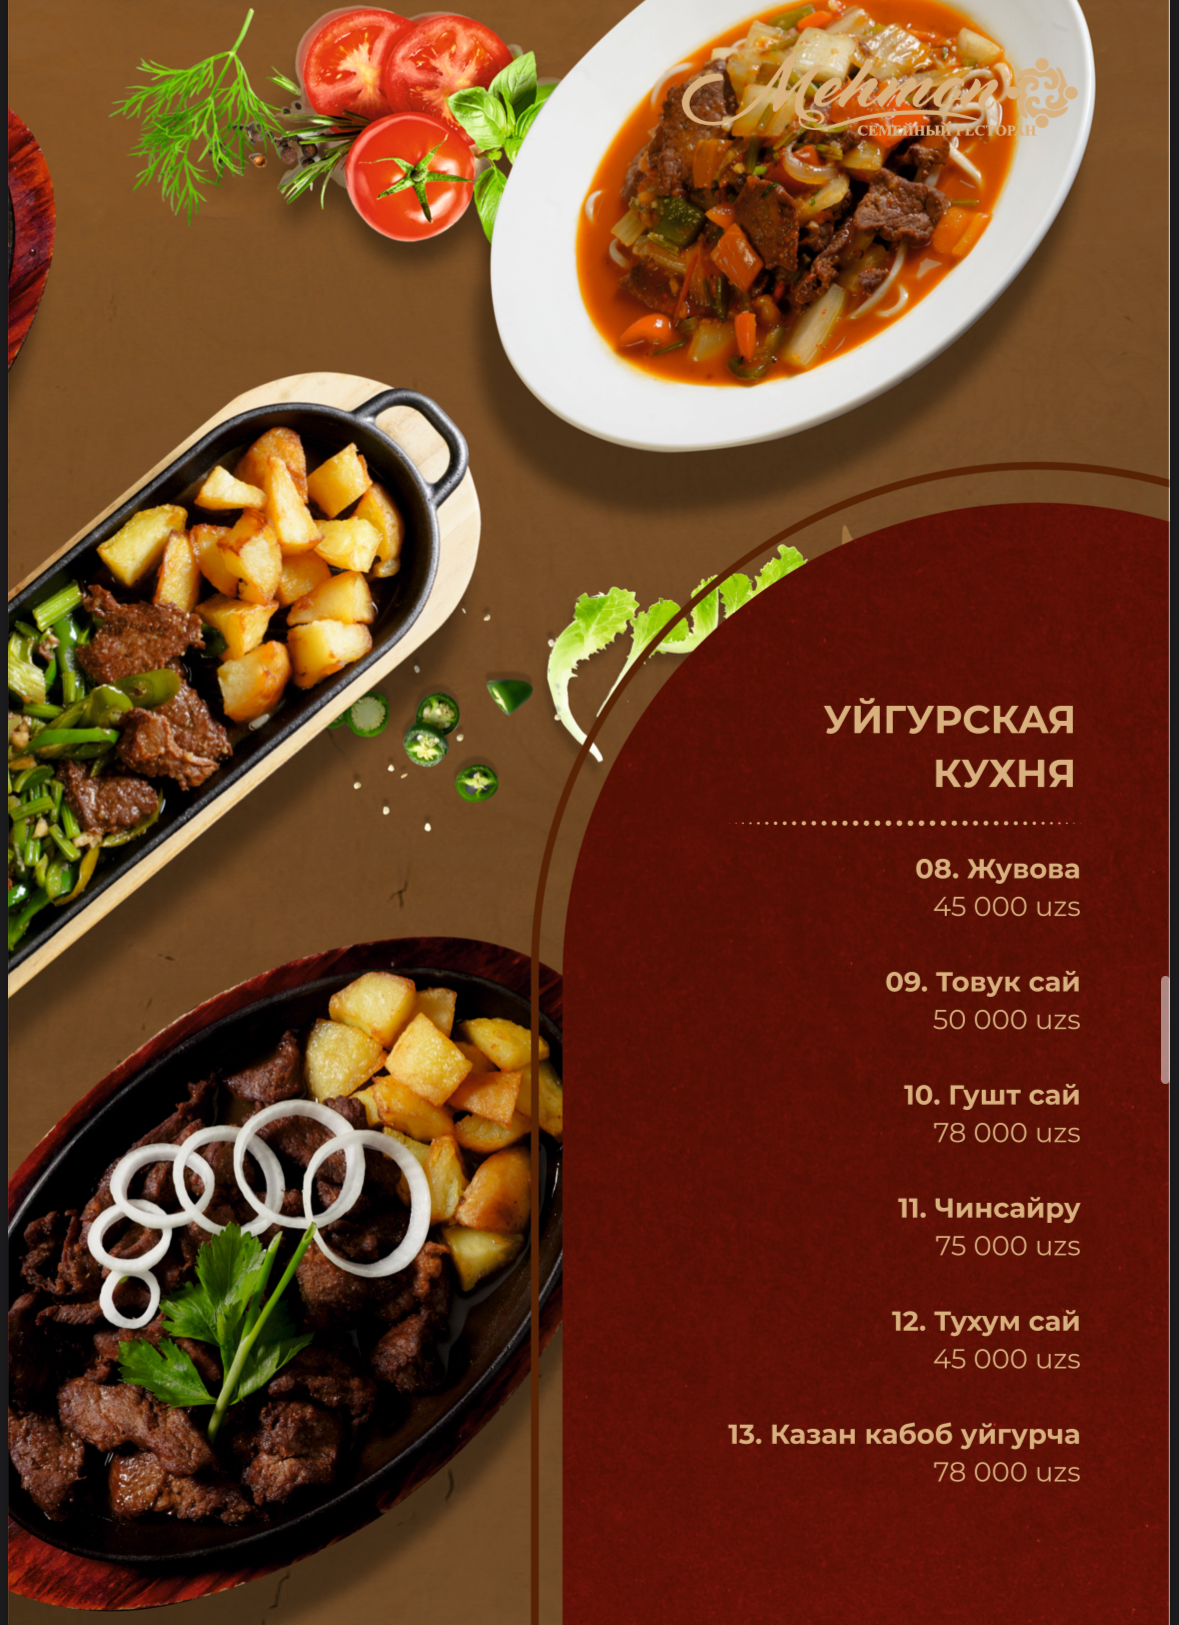 Mehmon
СЕМЕЙНЫЙ РЕСТОРАН
УЙГУРСКАЯ
КУХНЯ
08. Жувова
45 000 uzs
09. Товук сай
50 000 uzs
10. Гушт сай
78 000 uzs
11. Чинсайру
75 000 uzs
12. Тухум сай
45 000 uzs
13. Казан кабоб уйгурча
78 000 uzs